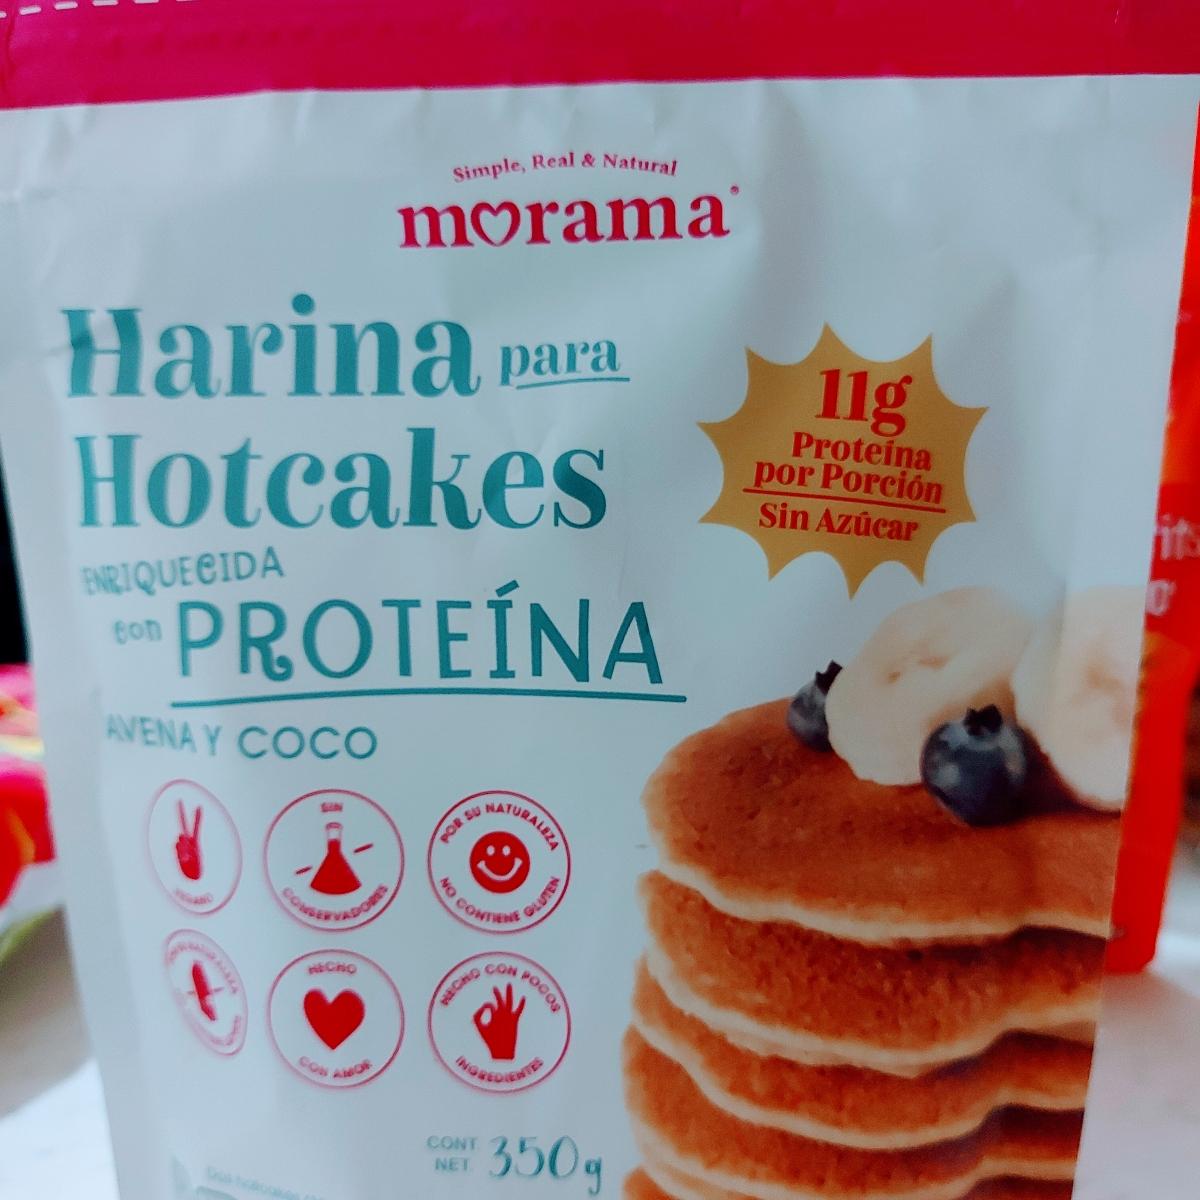 Simple, Real & Natural
morama®
Harina para
Hotcakes
ENRIQUECIDA
con PROTEÍNA
AVENA Y COCO
11g
Proteína
por Porción
Sin Azúcar
VEGANO
SIN
CONSERVADORES
POR SU NATURALEZA
NO CONTIENE GLUTEN
HECHO
CON AMOR
HECHO CON POCOS
INGREDIENTES
CONT.
NET. 350g